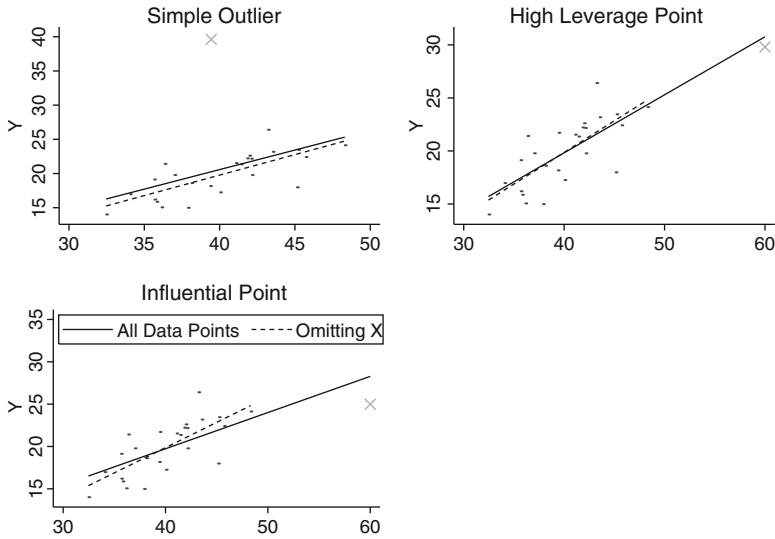 Simple Outlier
40
35
30
25
20
15
Y
30 35 40 45 50
High Leverage Point
30
25
20
15
Y
30 40 50 60
Influential Point
35
30
25
20
15
Y
All Data Points Omitting X
30 40 50 60